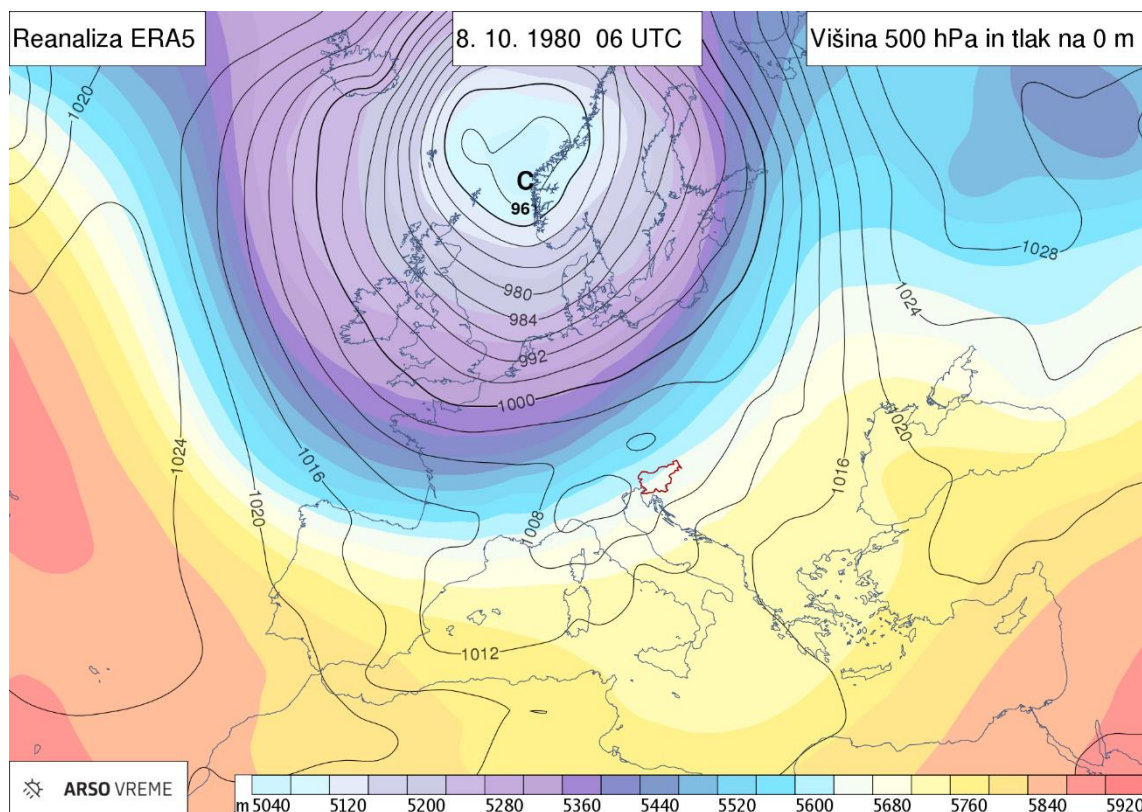 Reanaliza ERA5
8. 10. 1980 06 UTC
Višina 500 hPa in tlak na 0 m
1020
C
96
1028
980
1024
984
992
1000
1020
1024
1016
1016
1008
1020
1012
ARSO VREME
m 5040 5120 5200 5280 5360 5440 5520 5600 5680 5760 5840 5920